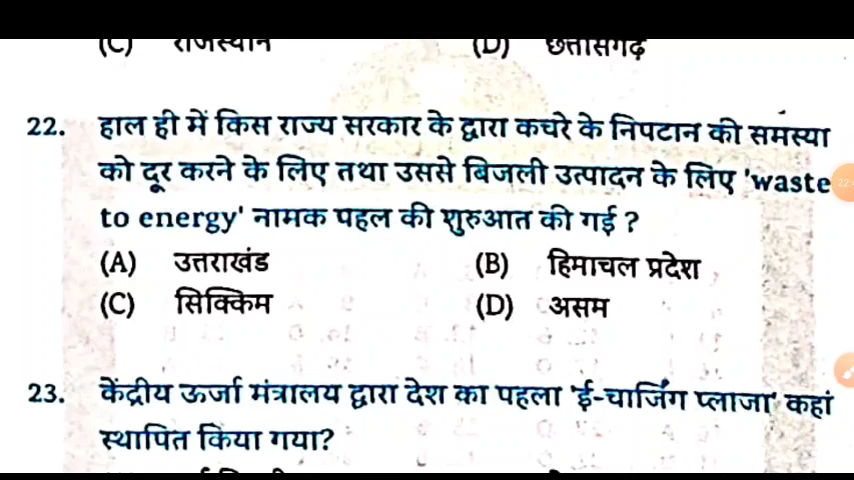 (C) राजस्थान (D) छत्तीसगढ़
22. हाल ही में किस राज्य सरकार के द्वारा कचरे के निपटान की समस्या
को दूर करने के लिए तथा उससे बिजली उत्पादन के लिए 'waste
to energy' नामक पहल की शुरुआत की गई ?
(A) उत्तराखंड (B) हिमाचल प्रदेश
(C) सिक्किम (D) असम
23. केंद्रीय ऊर्जा मंत्रालय द्वारा देश का पहला 'ई-चार्जिंग प्लाजा' कहां
स्थापित किया गया?